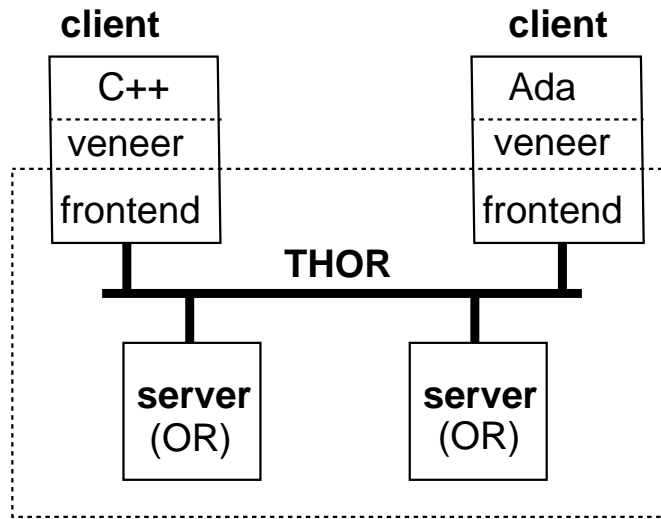 client
client
C++
Ada
veneer
veneer
frontend
frontend
THOR
server
(OR)
server
(OR)